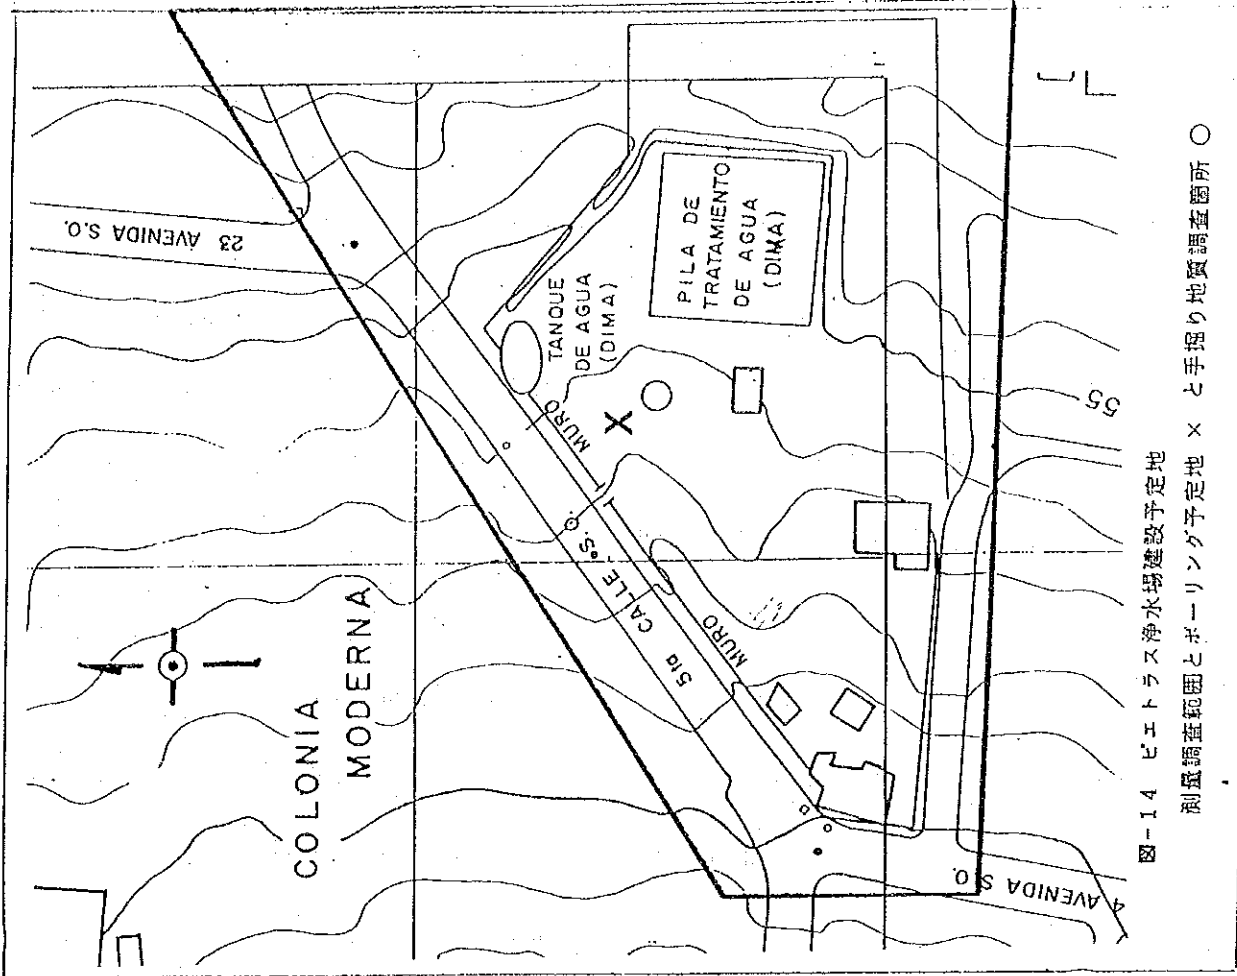 23 AVENIDA S.O.
COLONIA
MODERNA
TANQUE
DE AGUA
(DIMA)
PILA DE
TRATAMIENTO
DE AGUA
(DIMA)
MURO
5ta CALLE S.
MURO
55
4 AVENIDA S.O.
図-14 ピエトラス浄水場建設予定地
測量調査範囲とボーリング予定地 × と手掘り地質調査箇所 ○